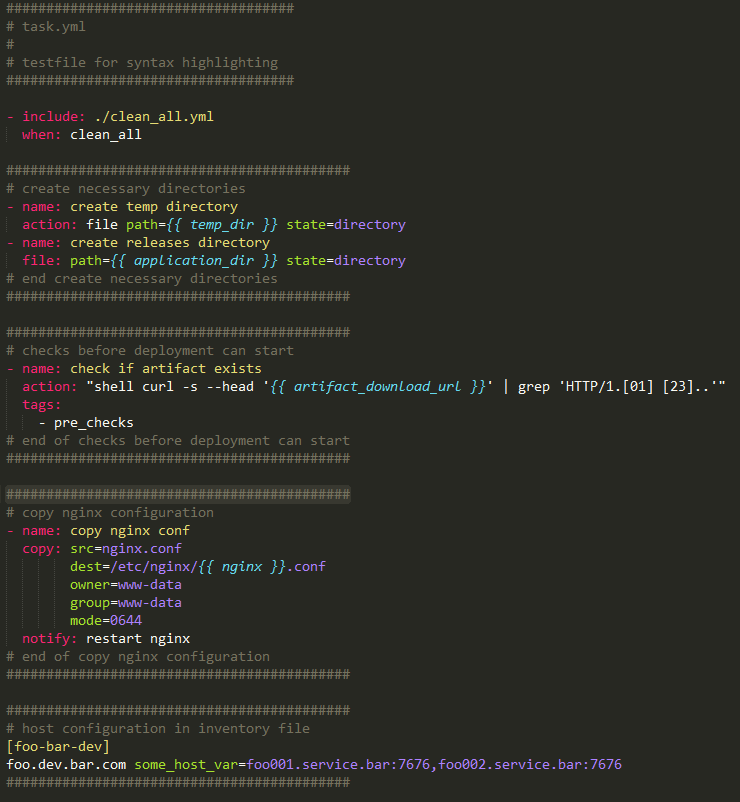 ####################################
# task.yml
#
# testfile for syntax highlighting
####################################
- include: ./clean_all.yml
  when: clean_all
###########################################
# create necessary directories
- name: create temp directory
  action: file path={{ temp_dir }} state=directory
- name: create releases directory
  file: path={{ application_dir }} state=directory
# end create necessary directories
###########################################
###########################################
# checks before deployment can start
- name: check if artifact exists
  action: "shell curl -s --head '{{ artifact_download_url }}' | grep 'HTTP/1.[01] [23]..'"
  tags:
    - pre_checks
# end of checks before deployment can start
###########################################
###########################################
# copy nginx configuration
- name: copy nginx conf
  copy: src=nginx.conf
        dest=/etc/nginx/{{ nginx }}.conf
        owner=www-data
        group=www-data
        mode=0644
  notify: restart nginx
# end of copy nginx configuration
###########################################
###########################################
# host configuration in inventory file
[foo-bar-dev]
foo.dev.bar.com some_host_var=foo001.service.bar:7676,foo002.service.bar:7676
###########################################